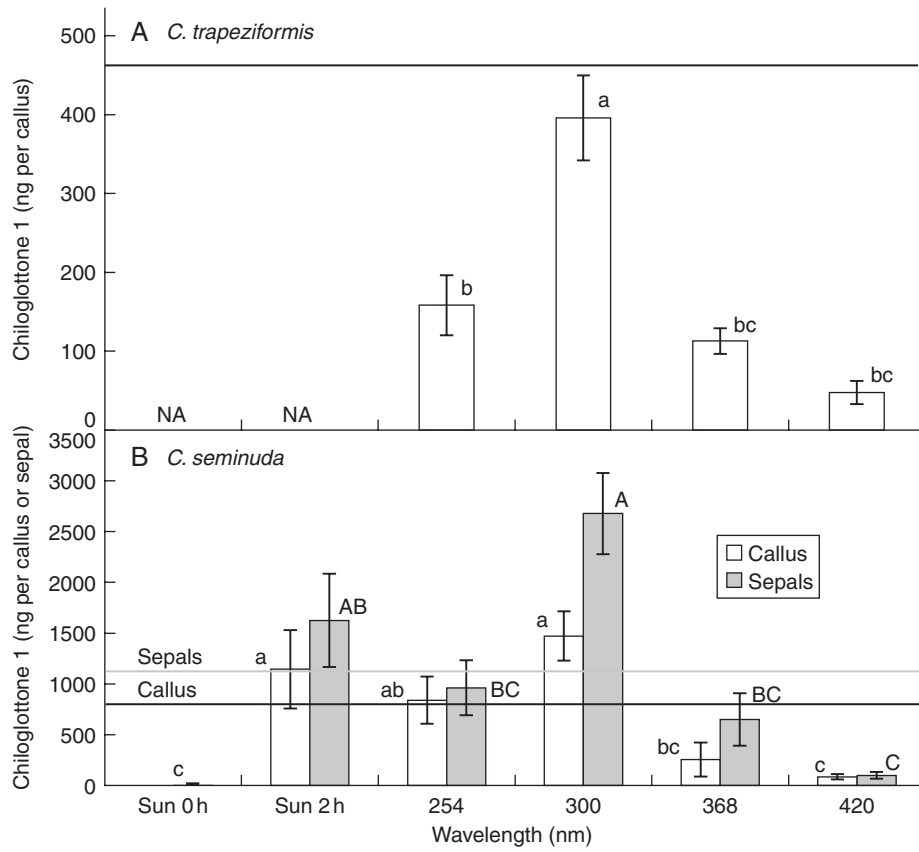 A C. trapeziformis
Chiloglottone 1 (ng per callus)
500
400
300
200
100
0
NA
NA
b
a
bc
bc
B C. seminuda
Chiloglottone 1 (ng per callus or sepal)
3500
3000
2500
2000
1500
1000
500
0
Sepals
Callus
c
a
AB
ab
BC
a
A
bc
BC
c
C
Callus
Sepals
Sun 0 h
Sun 2 h
254
300
368
420
Wavelength (nm)